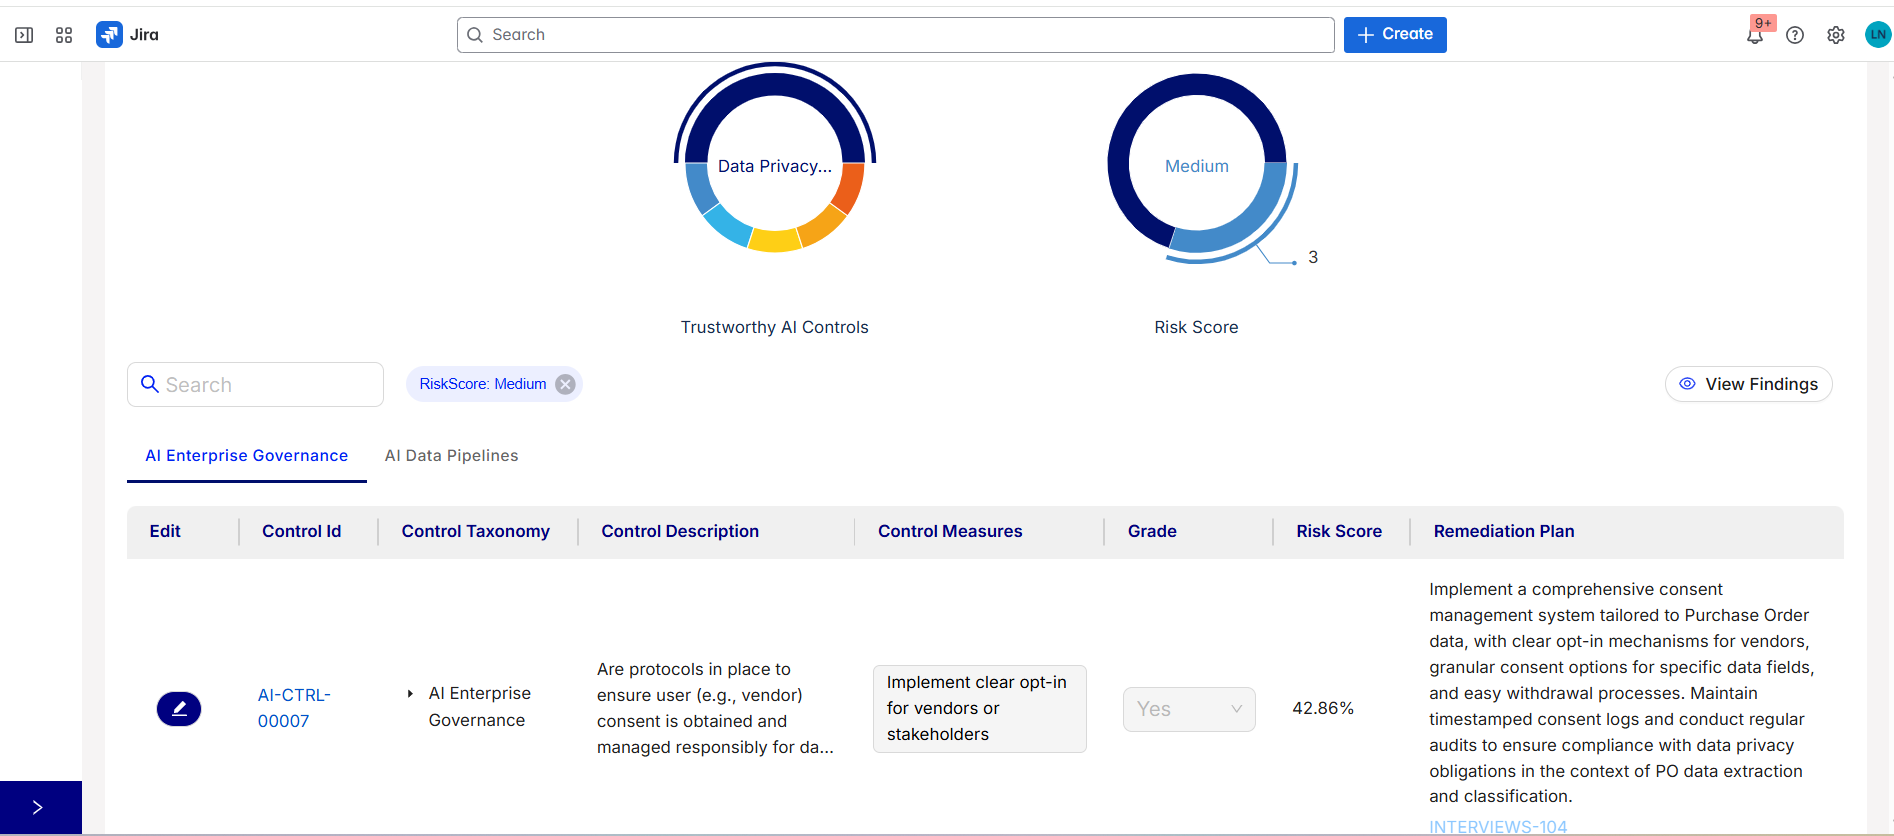 Jira
Search
Create
9+
LN
Data Privacy...
Medium
3
Trustworthy AI Controls
Risk Score
Search
RiskScore: Medium
View Findings
AI Enterprise Governance
AI Data Pipelines
Edit
Control Id
Control Taxonomy
Control Description
Control Measures
Grade
Risk Score
Remediation Plan
AI-CTRL-
00007
AI Enterprise
Governance
Are protocols in place to
ensure user (e.g., vendor)
consent is obtained and
managed responsibly for da...
Implement clear opt-in
for vendors or
stakeholders
Yes
42.86%
Implement a comprehensive consent
management system tailored to Purchase Order
data, with clear opt-in mechanisms for vendors,
granular consent options for specific data fields,
and easy withdrawal processes. Maintain
timestamped consent logs and conduct regular
audits to ensure compliance with data privacy
obligations in the context of PO data extraction
and classification.
INTERVIEWS-104